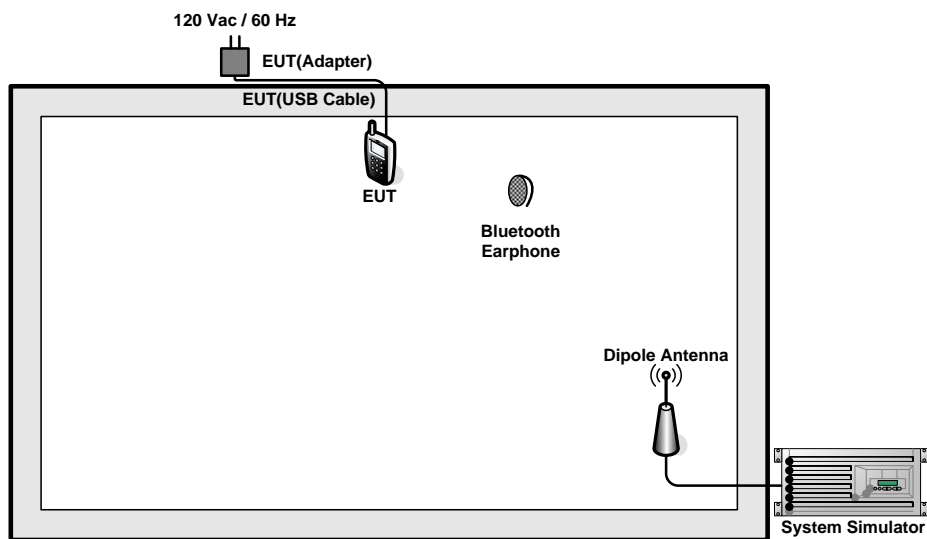 120 Vac / 60 Hz
EUT(Adapter)
EUT(USB Cable)
EUT
Bluetooth
Earphone
Dipole Antenna
System Simulator